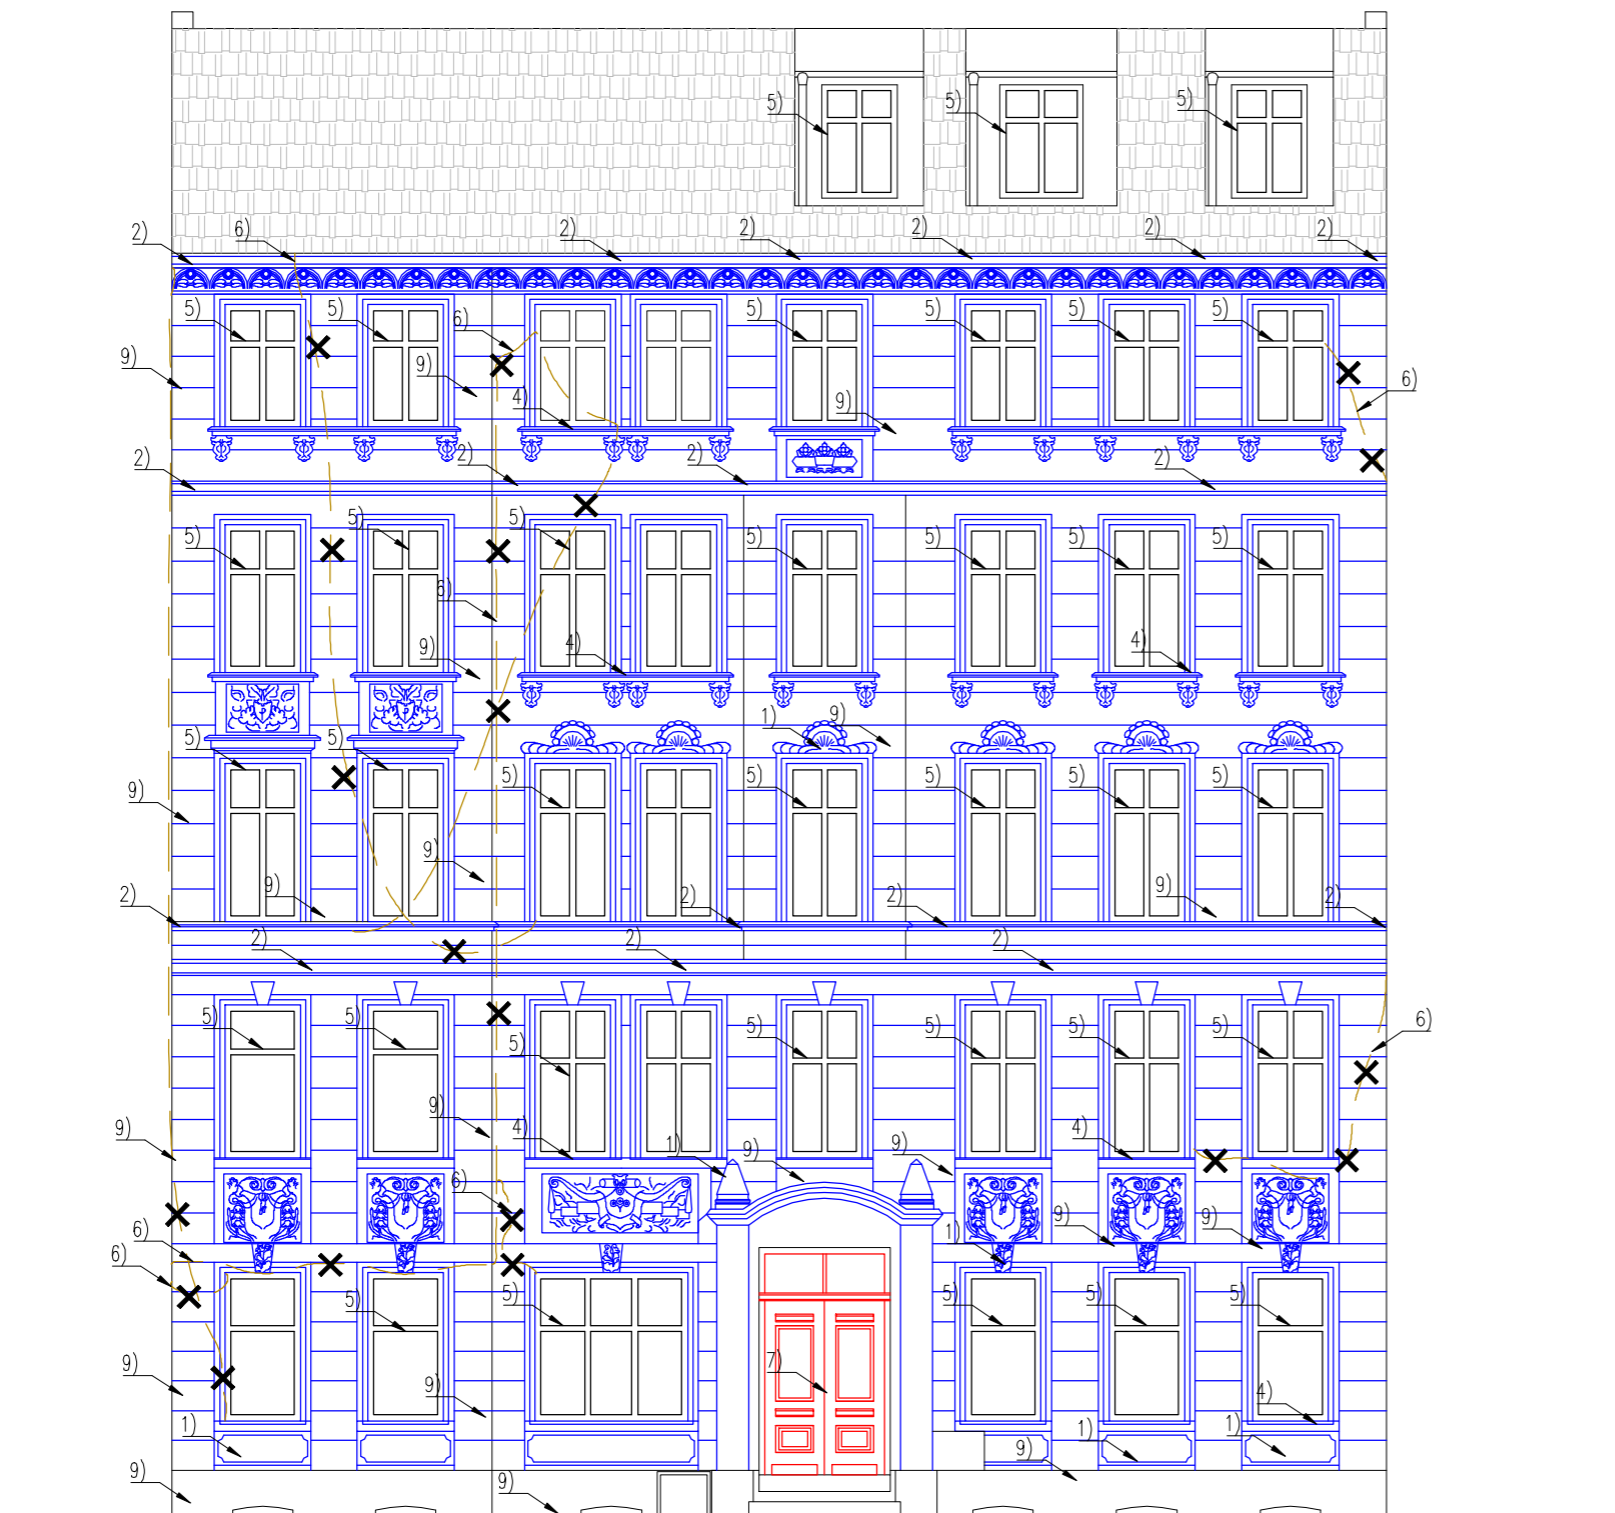 5) 5) 5)
2) 6) 2) 2) 2) 2) 2)
5) 5) 6) 5) 5) 5) 5)
9) 9) 4) 9) 6)
2) 2) 2) 2)
5) 5) 5) 5) 5) 5) 5)
6)
9) 4) 4)
5) 5) 1) 9)
9) 5) 5) 5) 5) 5)
9)
2) 9) 2) 2) 9) 2)
2) 2) 2)
5) 5) 5) 5) 5) 5) 5) 6)
9) 9) 4) 1) 9) 9) 4)
6)
6) 6) 1) 9) 9)
5) 5) 5) 5) 5)
9) 9) 7) 4)
1) 1) 1)
9) 9) 9)